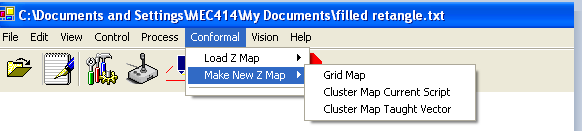 C:\Documents and Settings\MEC414\My Documents\filled retangle.txt
File Edit View Control Process Conformal Vision Help
Load Z Map
Make New Z Map
Grid Map
Cluster Map Current Script
Cluster Map Taught Vector